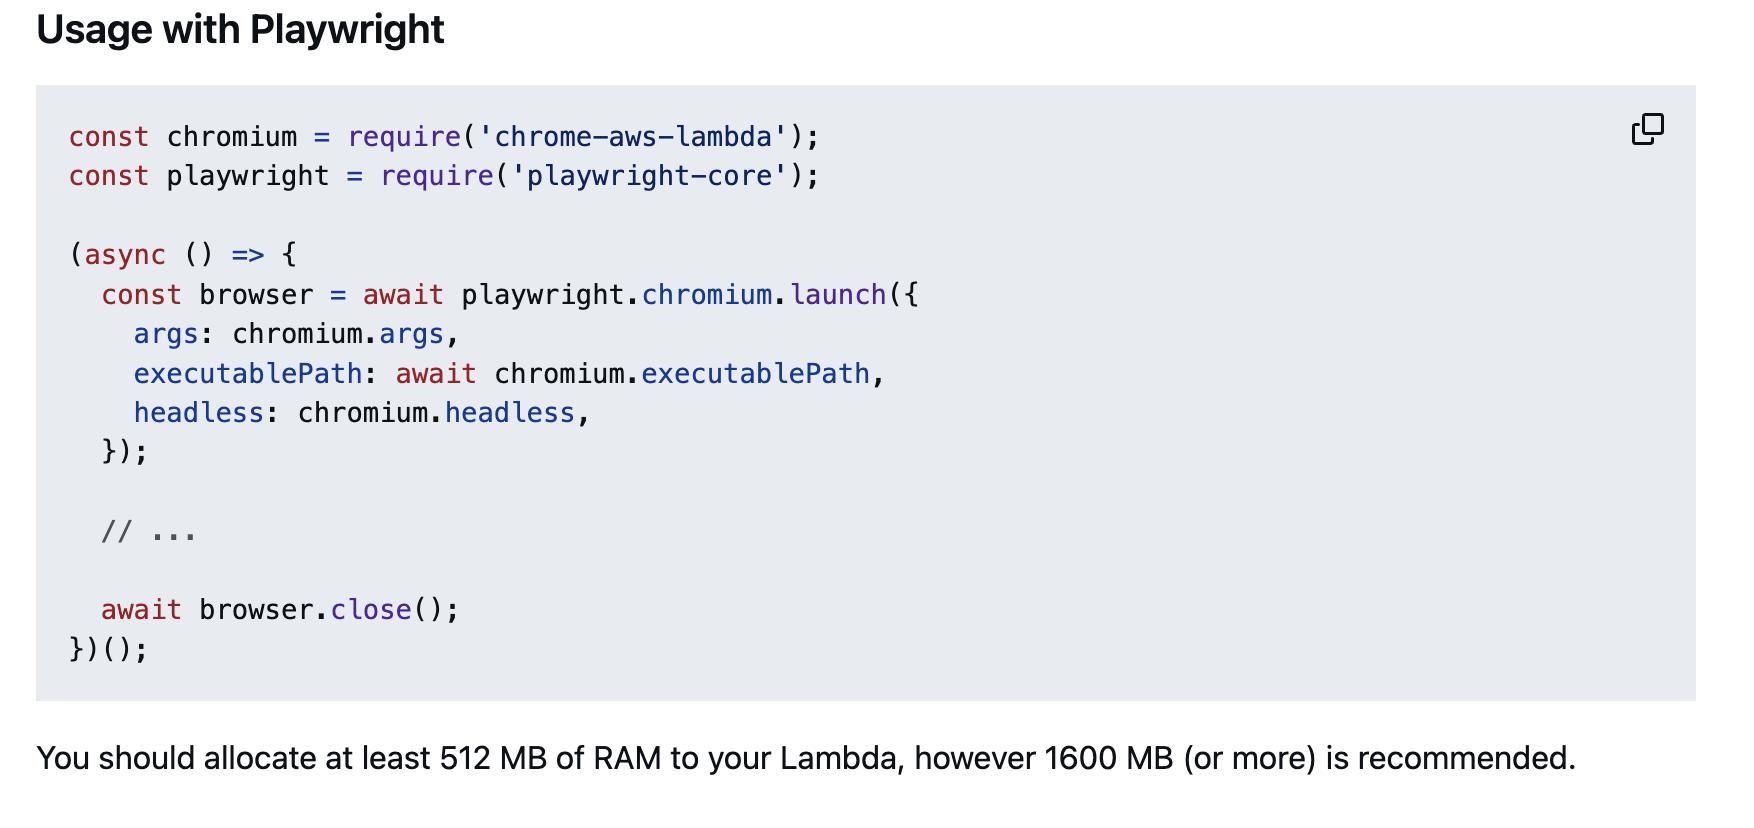 Usage with Playwright
const chromium = require('chrome-aws-lambda');
const playwright = require('playwright-core');
(async () => {
  const browser = await playwright.chromium.launch({
    args: chromium.args,
    executablePath: await chromium.executablePath,
    headless: chromium.headless,
  });
  // ...
  await browser.close();
})();
You should allocate at least 512 MB of RAM to your Lambda, however 1600 MB (or more) is recommended.